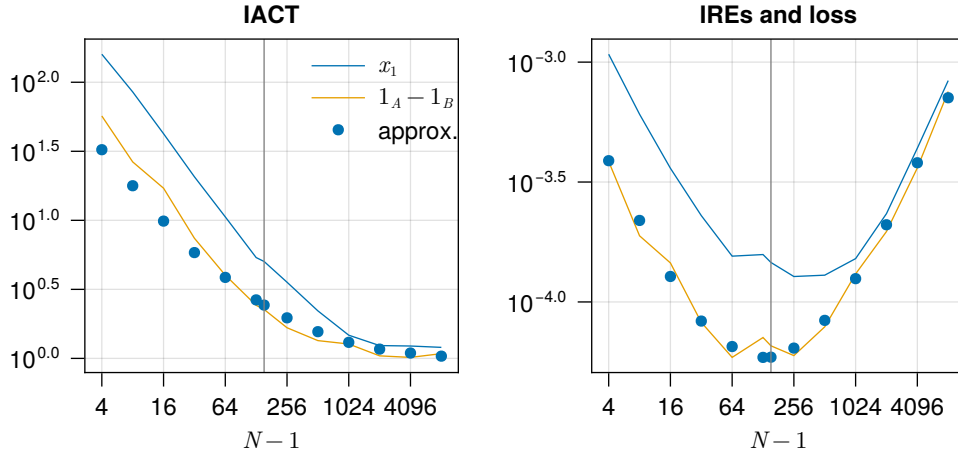 IACT
10^2.0
10^1.5
10^1.0
10^0.5
10^0.0
x_1
1_A − 1_B
approx.
4 16 64 256 1024 4096
N − 1
IREs and loss
10^−3.0
10^−3.5
10^−4.0
4 16 64 256 1024 4096
N − 1